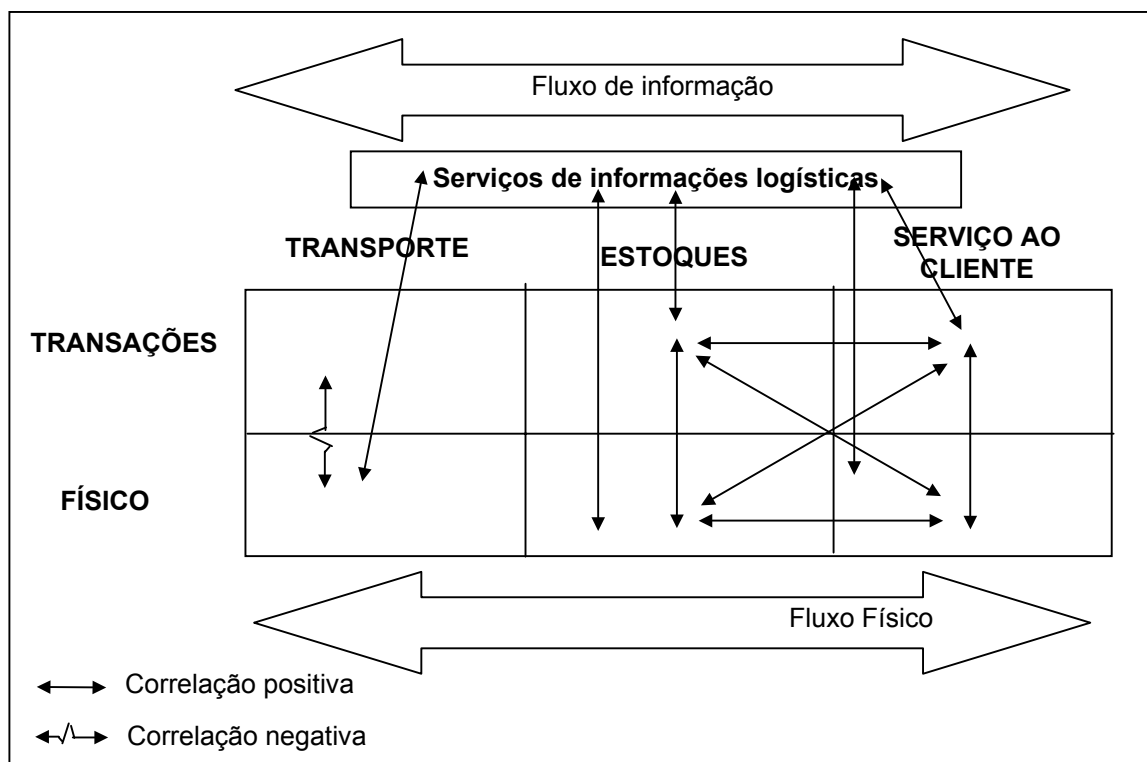 Fluxo de informação
Serviços de informações logísticas
TRANSPORTE
ESTOQUES
SERVIÇO AO
CLIENTE
TRANSAÇÕES
FÍSICO
Fluxo Físico
Correlação positiva
Correlação negativa